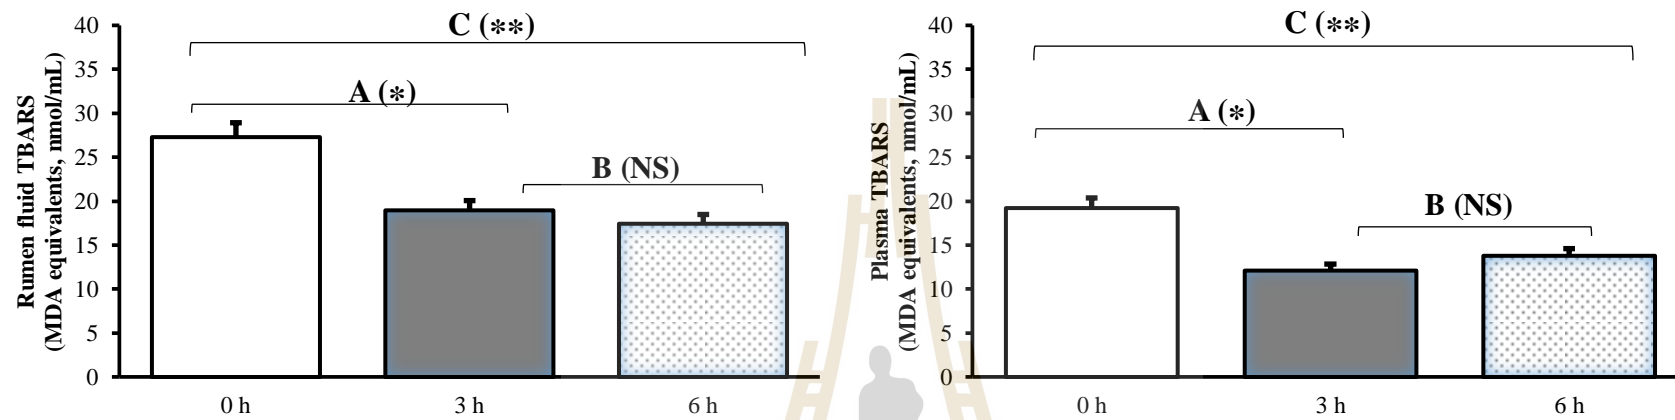 C (**)
40
35
30
25
20
15
10
5
0
Rumen fluid TBARS
(MDA equivalents, nmol/mL)
A (*)
B (NS)
0 h
3 h
6 h
C (**)
40
35
30
25
20
15
10
5
0
Plasma TBARS
(MDA equivalents, nmol/mL)
A (*)
B (NS)
0 h
3 h
6 h